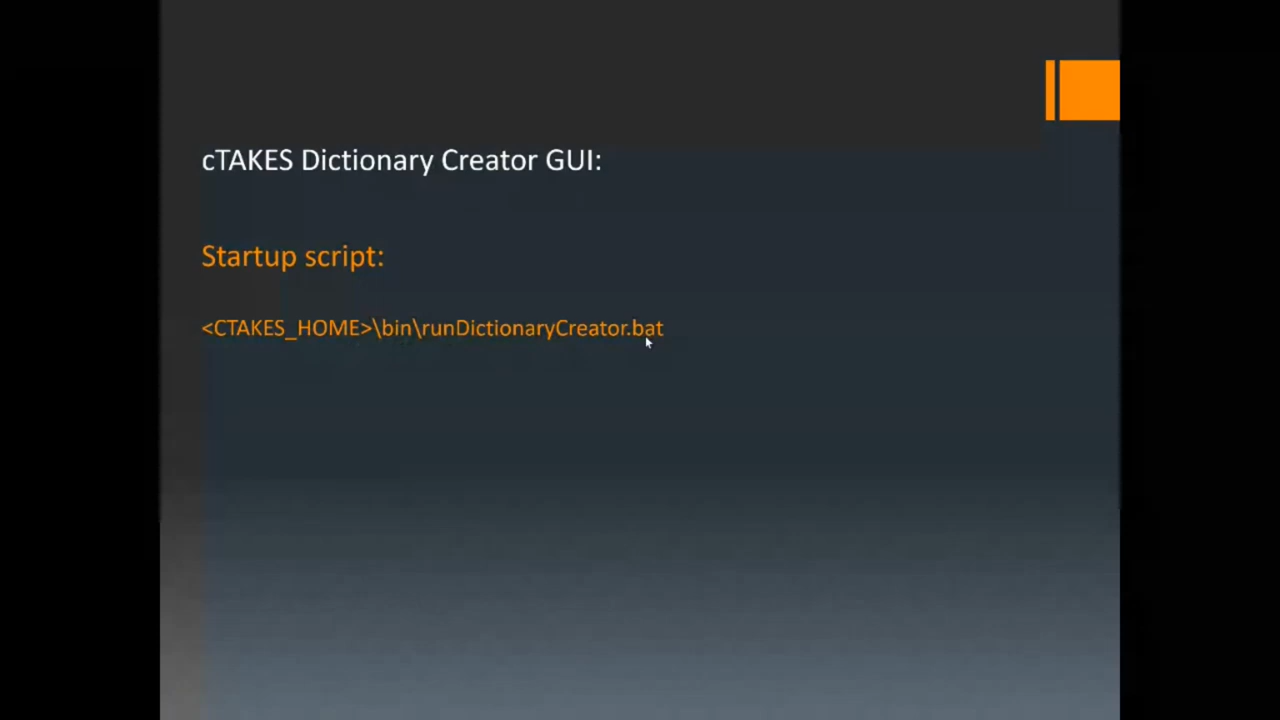 cTAKES Dictionary Creator GUI:
Startup script:
<CTAKES_HOME>\bin\runDictionaryCreator.bat